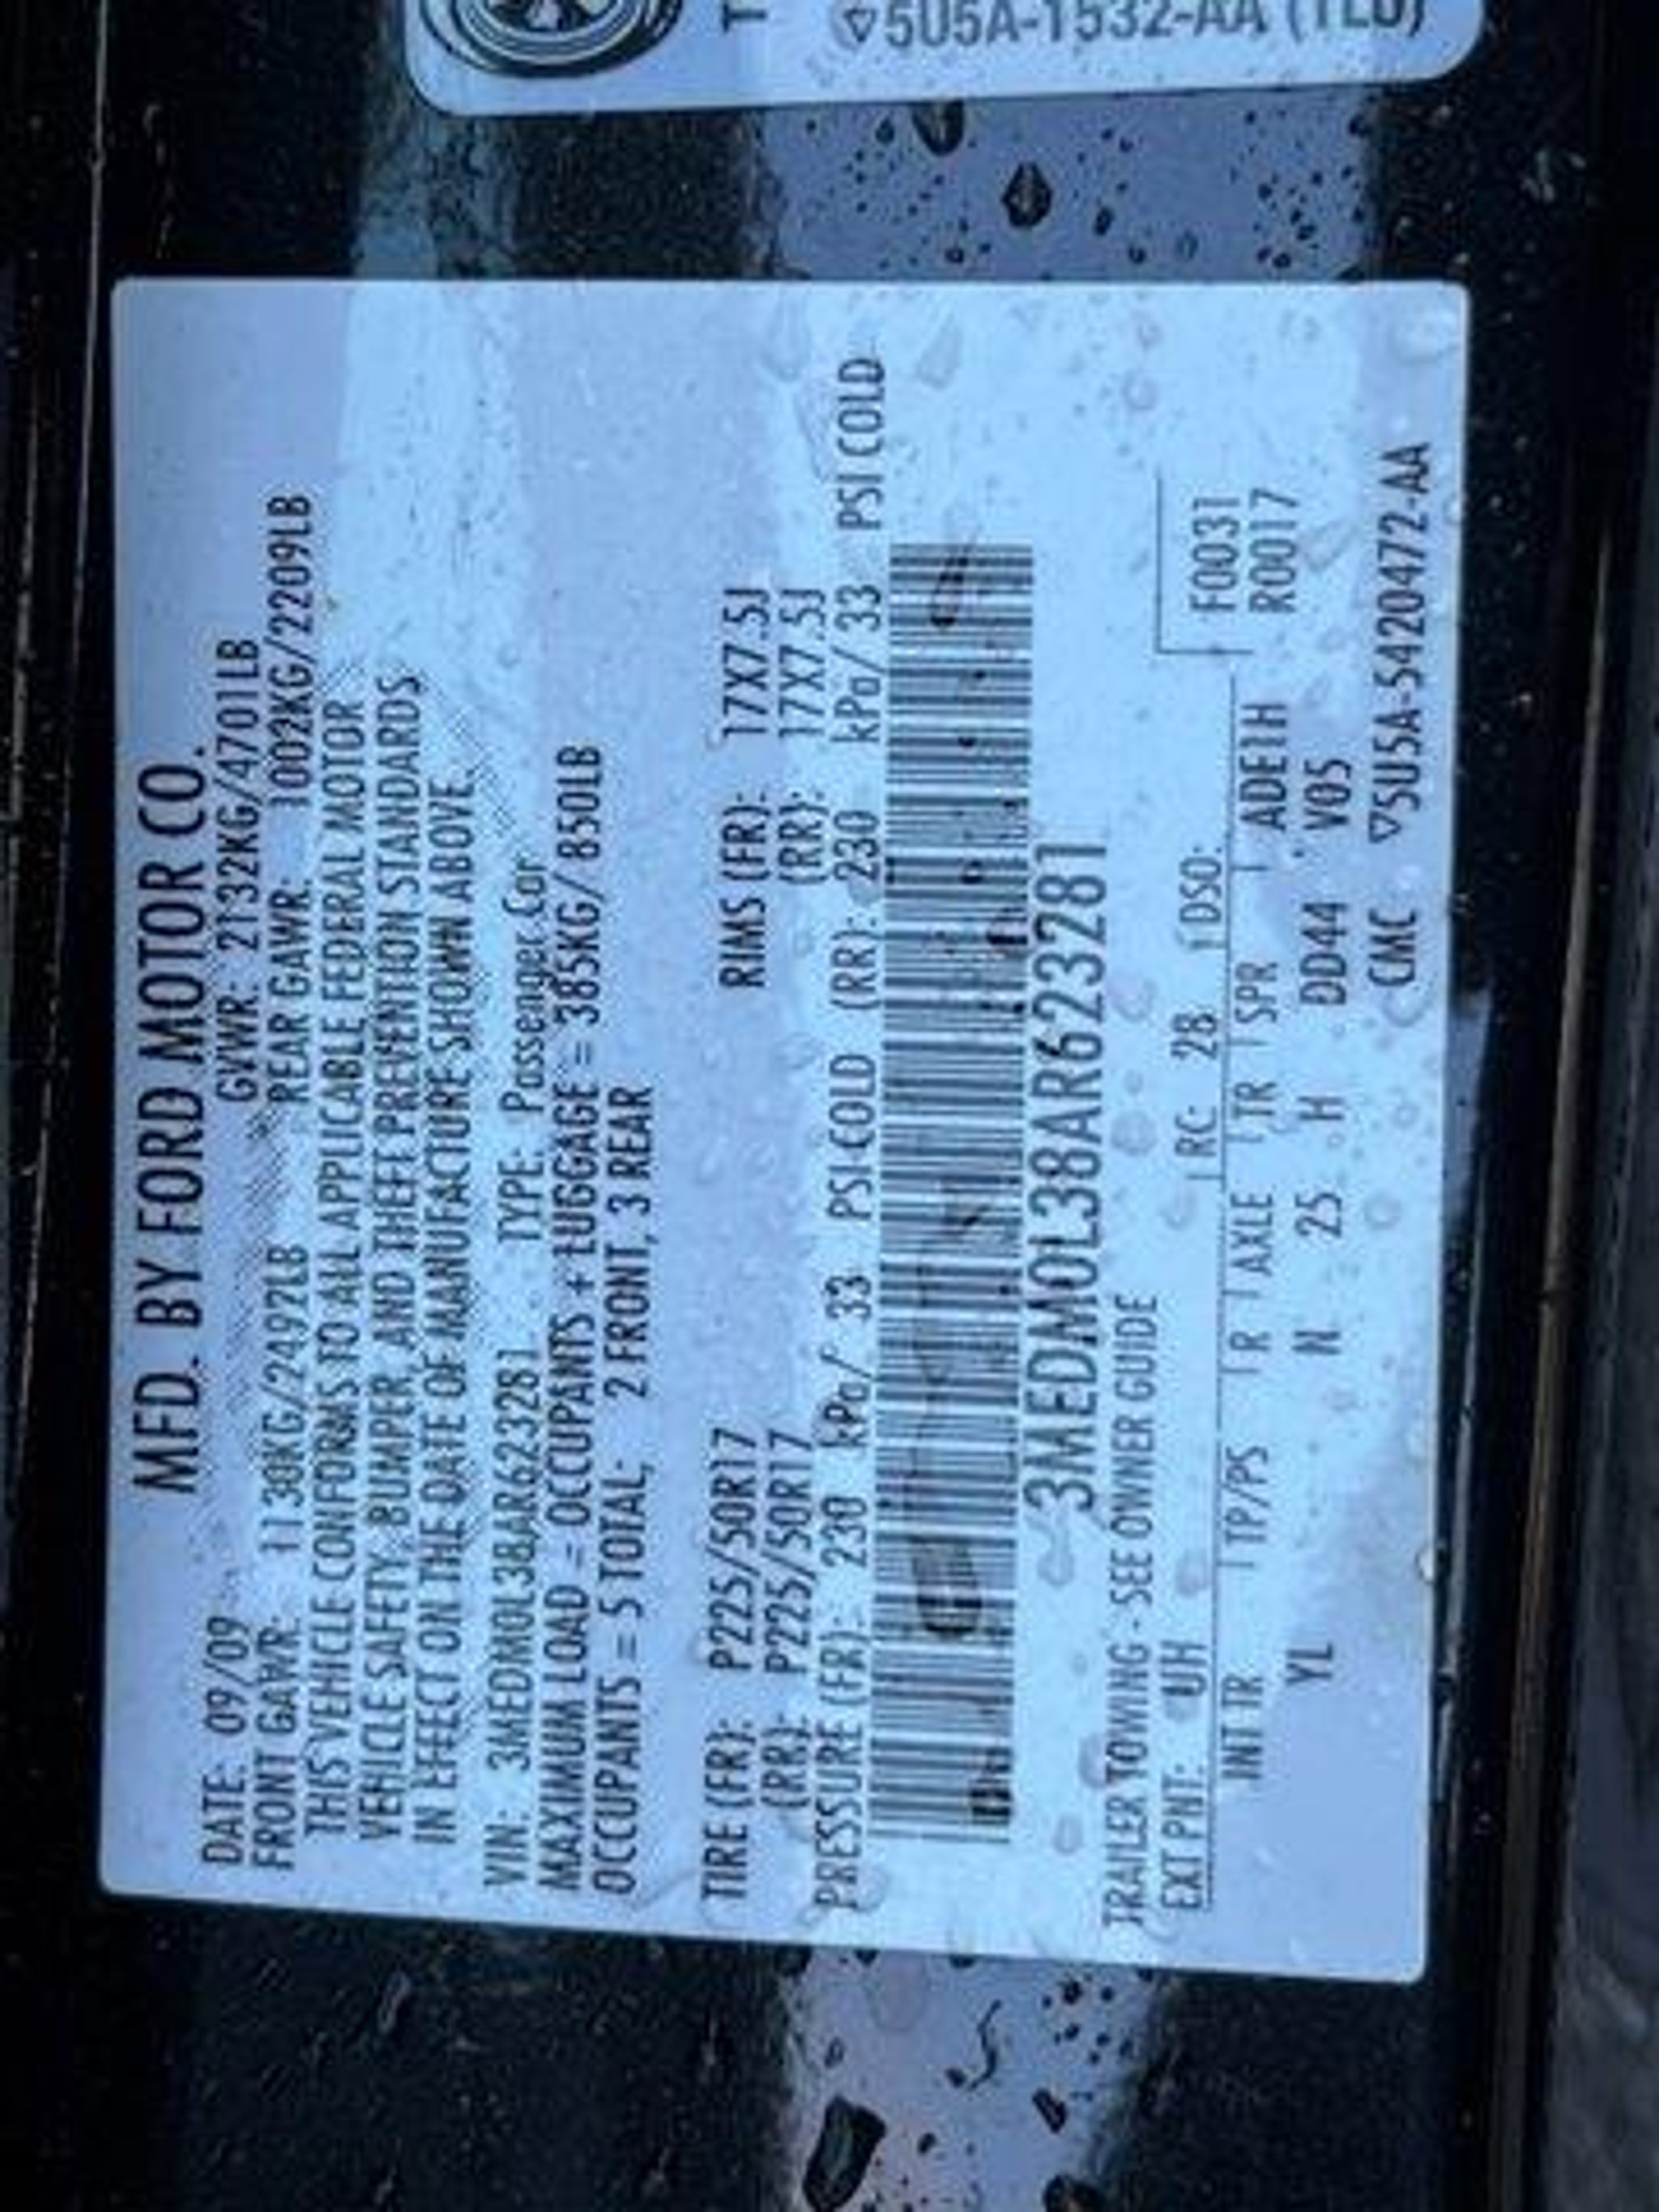 5U5A-1532-AA (TLU)
MFD. BY FORD MOTOR CO.
DATE: 09/09 GVWR: 2132KG/4701LB
FRONT GAWR: 1130KG/2492LB REAR GAWR: 1002KG/2209LB
THIS VEHICLE CONFORMS TO ALL APPLICABLE FEDERAL MOTOR
VEHICLE SAFETY, BUMPER, AND THEFT PREVENTION STANDARDS
IN EFFECT ON THE DATE OF MANUFACTURE SHOWN ABOVE.
VIN: 3MEDM0L38AR623281 TYPE: Passenger Car
MAXIMUM LOAD = OCCUPANTS + LUGGAGE = 385KG/ 850LB
OCCUPANTS = 5 TOTAL; 2 FRONT, 3 REAR
TIRE (FR): P225/50R17 RIMS (FR): 17X7.5J
(RR): P225/50R17 (RR): 17X7.5J
PRESSURE (FR): 230 kPa/ 33 PSI COLD (RR): 230 kPa/ 33 PSI COLD
3MEDM0L38AR623281
TRAILER TOWING - SEE OWNER GUIDE
EXT PNT: UH RC: 28 DSO: F0031
INT TR TP/PS R AXLE TR SPR ADE1H R0017
YL N 25 H DD44 V05
CMC 5U5A-5420472-AA